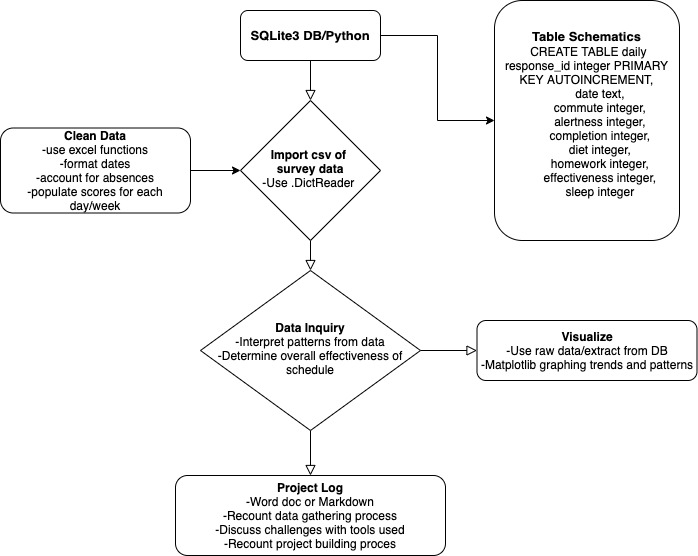 SQLite3 DB/Python
Table Schematics
CREATE TABLE daily
response_id integer PRIMARY
KEY AUTOINCREMENT,
date text,
commute integer,
alertness integer,
completion integer,
diet integer,
homework integer,
effectiveness integer,
sleep integer
Clean Data
-use excel functions
-format dates
-account for absences
-populate scores for each
day/week
Import csv of
survey data
-Use .DictReader
Data Inquiry
-Interpret patterns from data
-Determine overall effectiveness of
schedule
Visualize
-Use raw data/extract from DB
-Matplotlib graphing trends and patterns
Project Log
-Word doc or Markdown
-Recount data gathering process
-Discuss challenges with tools used
-Recount project building proces